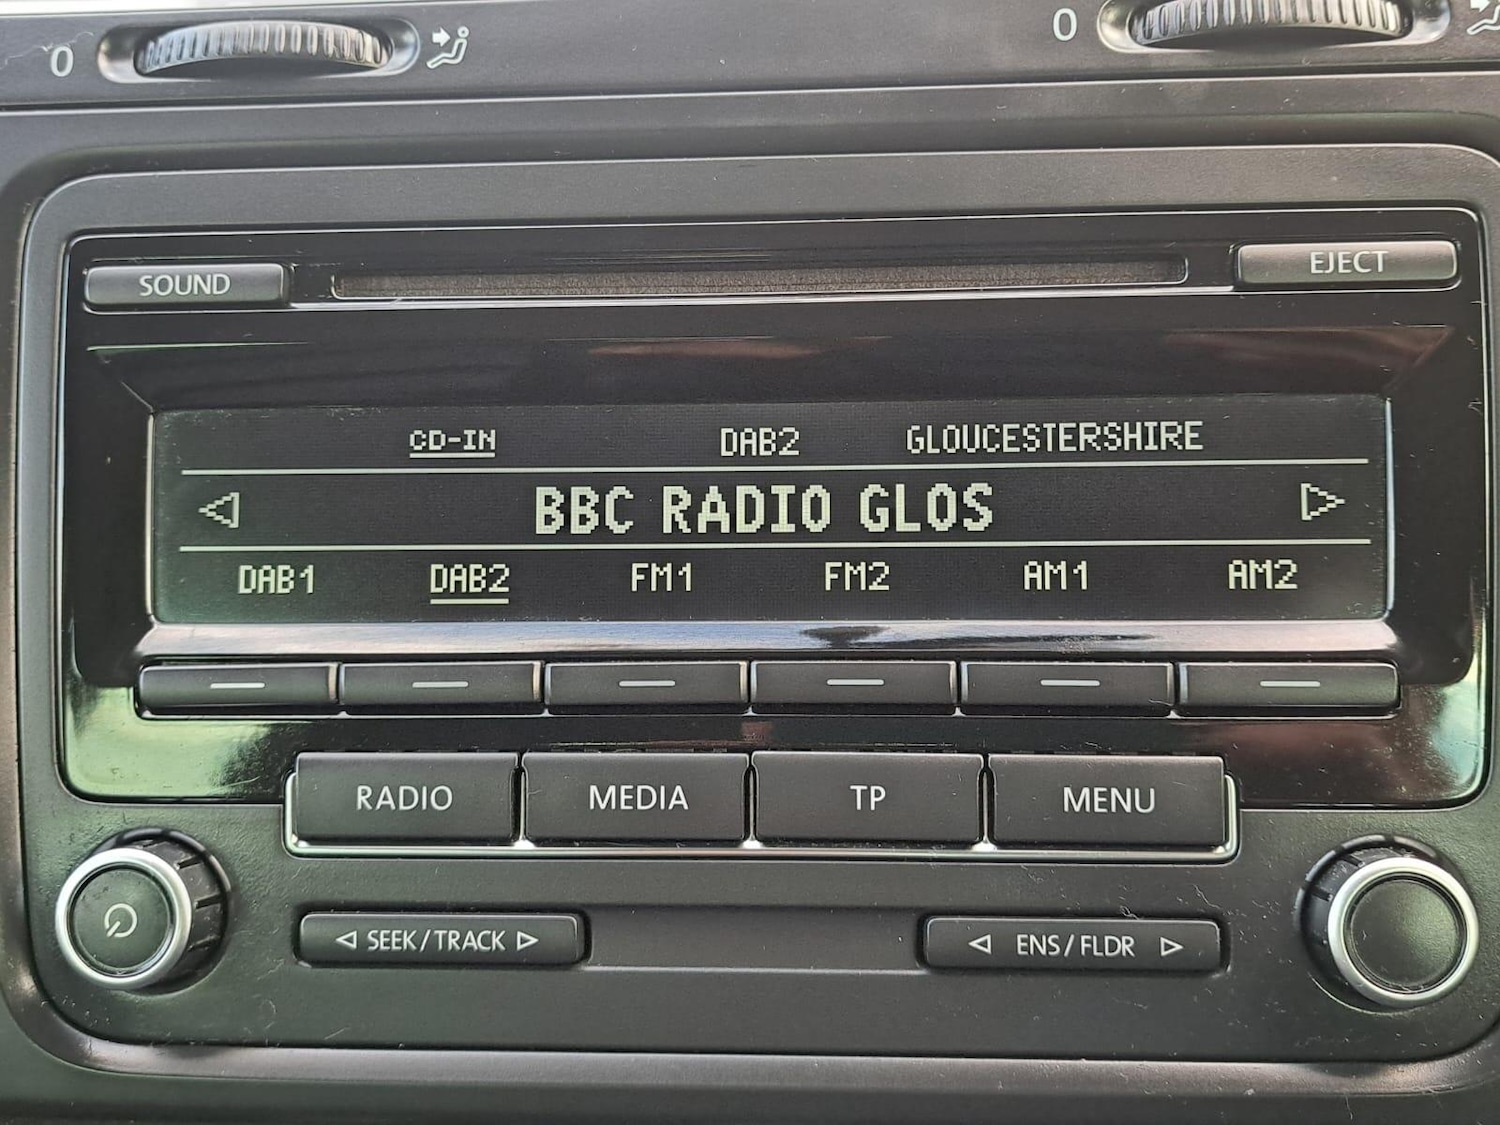 0 0
SOUND EJECT
CD-IN DAB2 GLOUCESTERSHIRE
BBC RADIO GLOS
DAB1 DAB2 FM1 FM2 AM1 AM2
RADIO MEDIA TP MENU
SEEK/TRACK ENS/FLDR